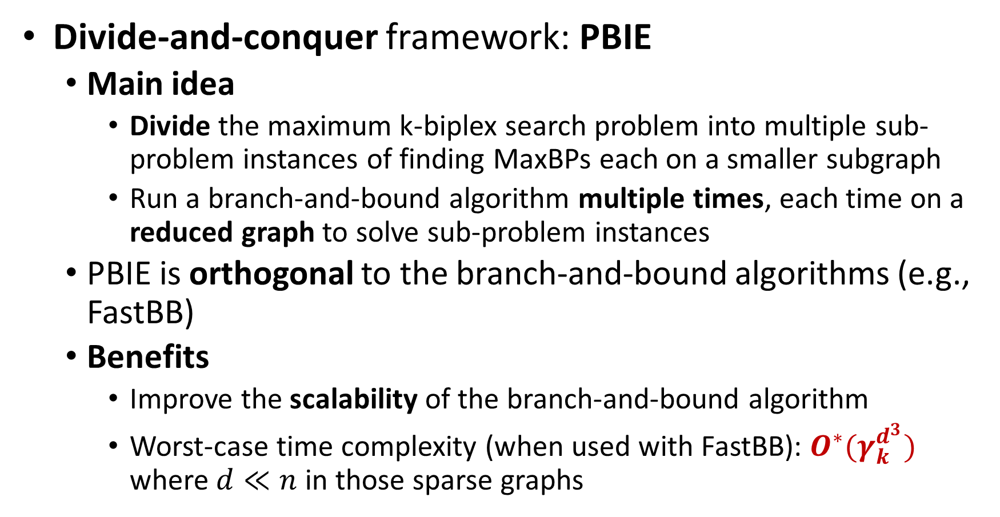 • Divide-and-conquer framework: PBIE
• Main idea
• Divide the maximum k-biplex search problem into multiple sub-
problem instances of finding MaxBPs each on a smaller subgraph
• Run a branch-and-bound algorithm multiple times, each time on a
reduced graph to solve sub-problem instances
• PBIE is orthogonal to the branch-and-bound algorithms (e.g.,
FastBB)
• Benefits
• Improve the scalability of the branch-and-bound algorithm
• Worst-case time complexity (when used with FastBB): $O^*(\gamma_k^{d^3})$
where $d \ll n$ in those sparse graphs